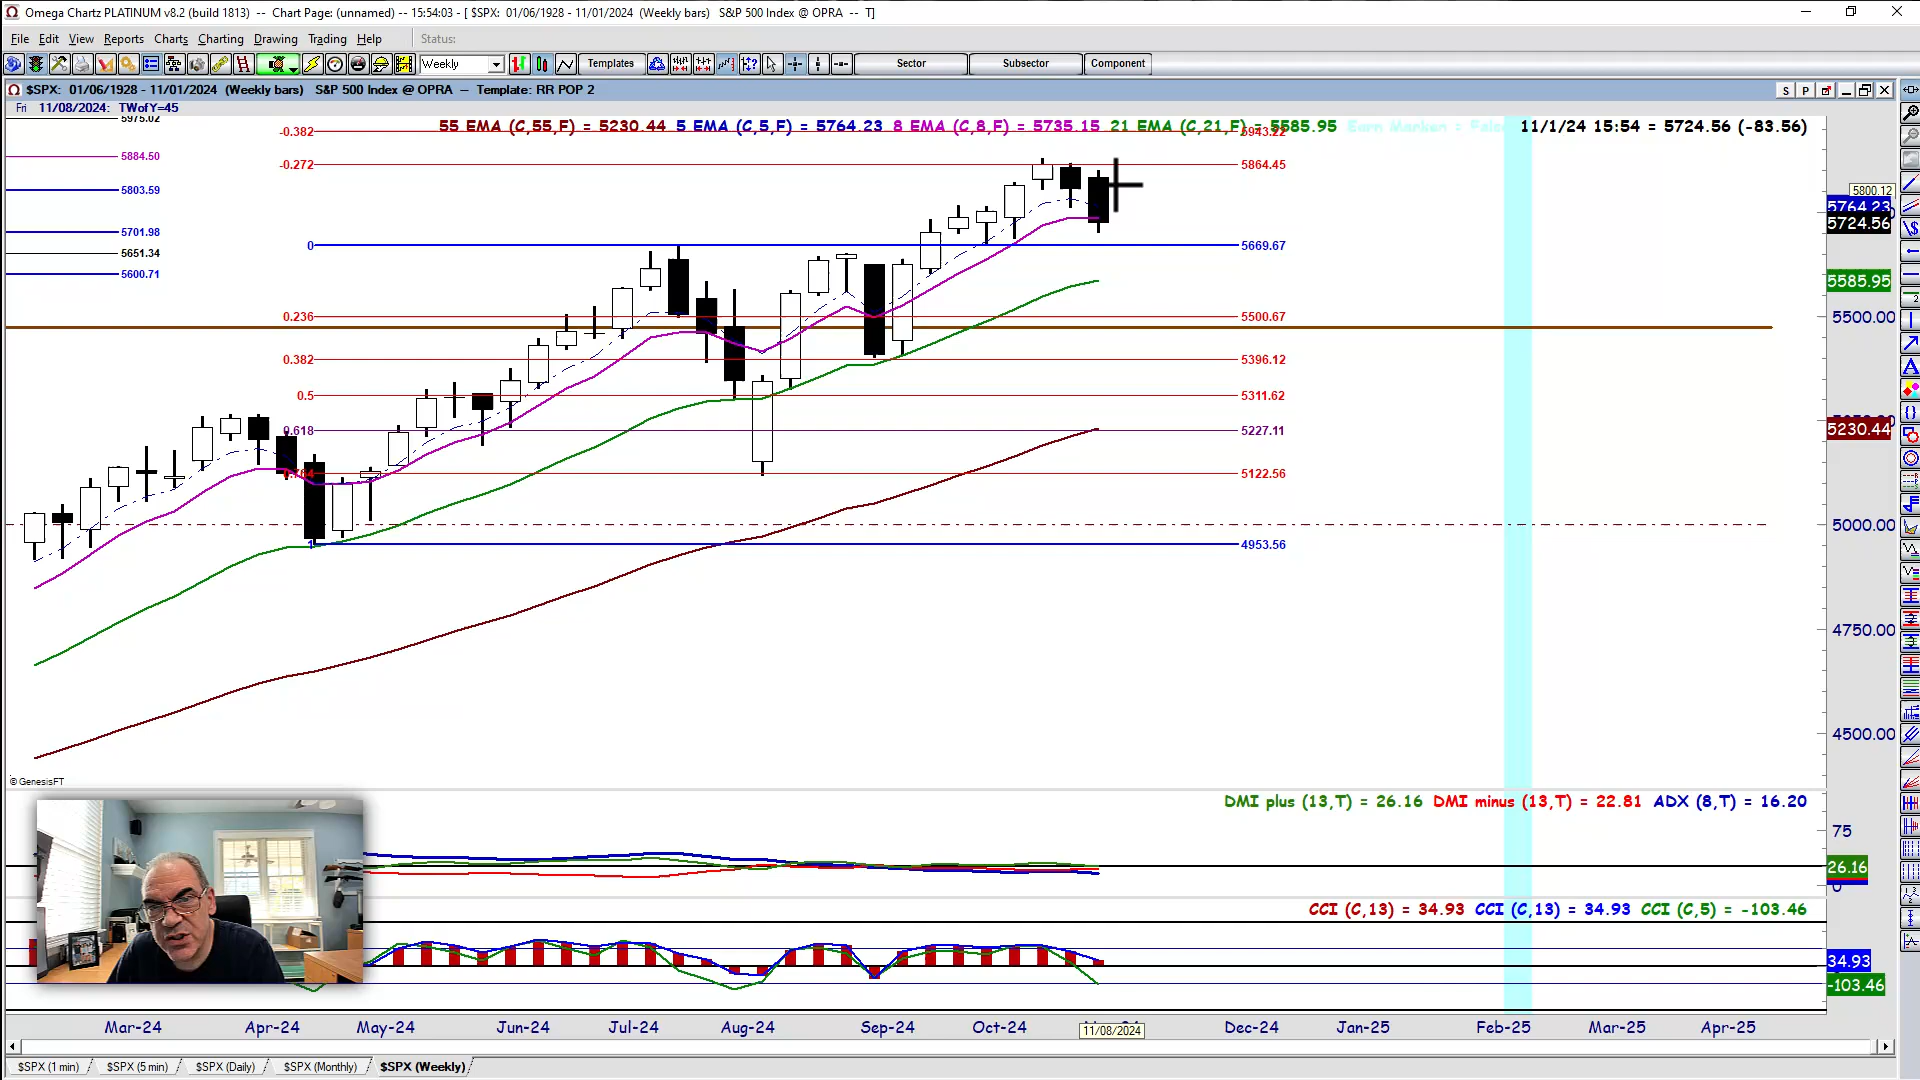 Omega Chartz PLATINUM v8.2 (build 1813) -- Chart Page: (unnamed) -- 15:54:03 - [ $SPX: 01/06/1928 - 11/01/2024 (Weekly bars) S&P 500 Index @ OPRA -- T]
File Edit View Reports Charts Charting Drawing Trading Help Status:
Weekly Templates Sector Subsector Component
$SPX: 01/06/1928 - 11/01/2024 (Weekly bars) S&P 500 Index @ OPRA — Template: RR POP 2 S P
Fri 11/08/2024: TWofY=45
55 EMA (C,55,F) = 5230.44 5 EMA (C,5,F) = 5764.23 8 EMA (C,8,F) = 5735.15 21 EMA (C,21,F) = 5585.95 11/1/24 15:54 = 5724.56 (-83.56)
5975.02
-0.382 5943.22
5884.50
-0.272 5864.45
5803.59 5800.12
5764.23
5724.56
5701.98
0 5669.67
5651.34
5600.71
5585.95
0.236 5500.67 5500.00
0.382 5396.12
0.5 5311.62
5230.44
0.618 5227.11
0.764 5122.56
5000.00
1 4953.56
4750.00
4500.00
© GenesisFT
DMI plus (13,T) = 26.16 DMI minus (13,T) = 22.81 ADX (8,T) = 16.20
75
26.16
0
CCI (C,13) = 34.93 CCI (C,13) = 34.93 CCI (C,5) = -103.46
34.93
-103.46
Mar-24 Apr-24 May-24 Jun-24 Jul-24 Aug-24 Sep-24 Oct-24 11/08/2024 Dec-24 Jan-25 Feb-25 Mar-25 Apr-25
$SPX (1 min) $SPX (5 min) $SPX (Daily) $SPX (Monthly) $SPX (Weekly)